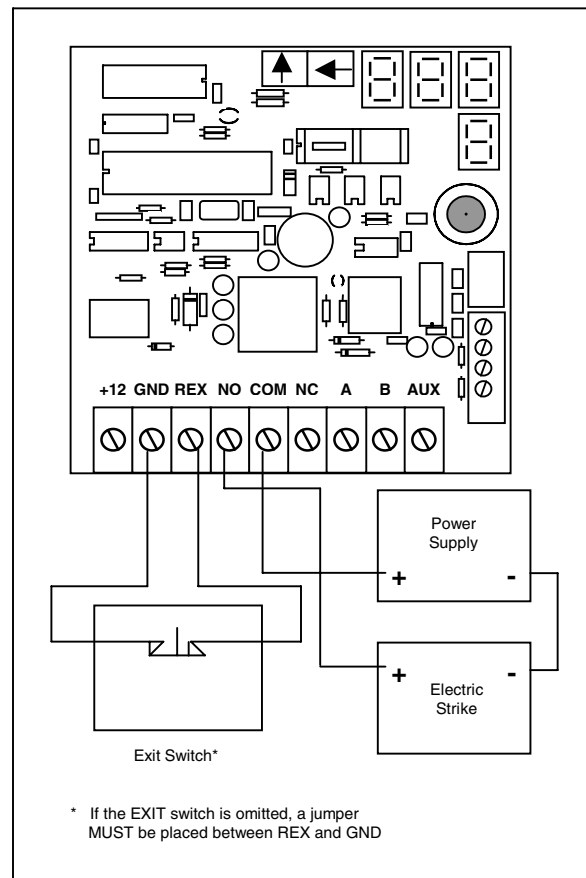 +12 GND REX NO COM NC A B AUX
Power
Supply
+ -
+ -
Electric
Strike
Exit Switch*
* If the EXIT switch is omitted, a jumper
MUST be placed between REX and GND